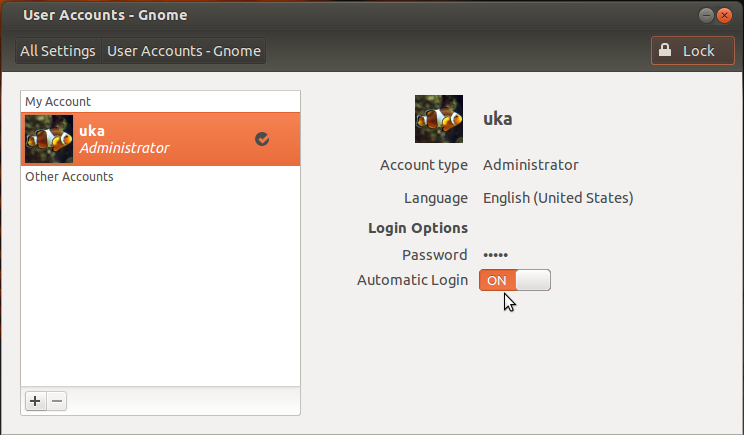 User Accounts - Gnome
All Settings User Accounts - Gnome Lock
My Account
uka
Administrator
Other Accounts
uka
Account type Administrator
Language English (United States)
Login Options
Password •••••
Automatic Login ON